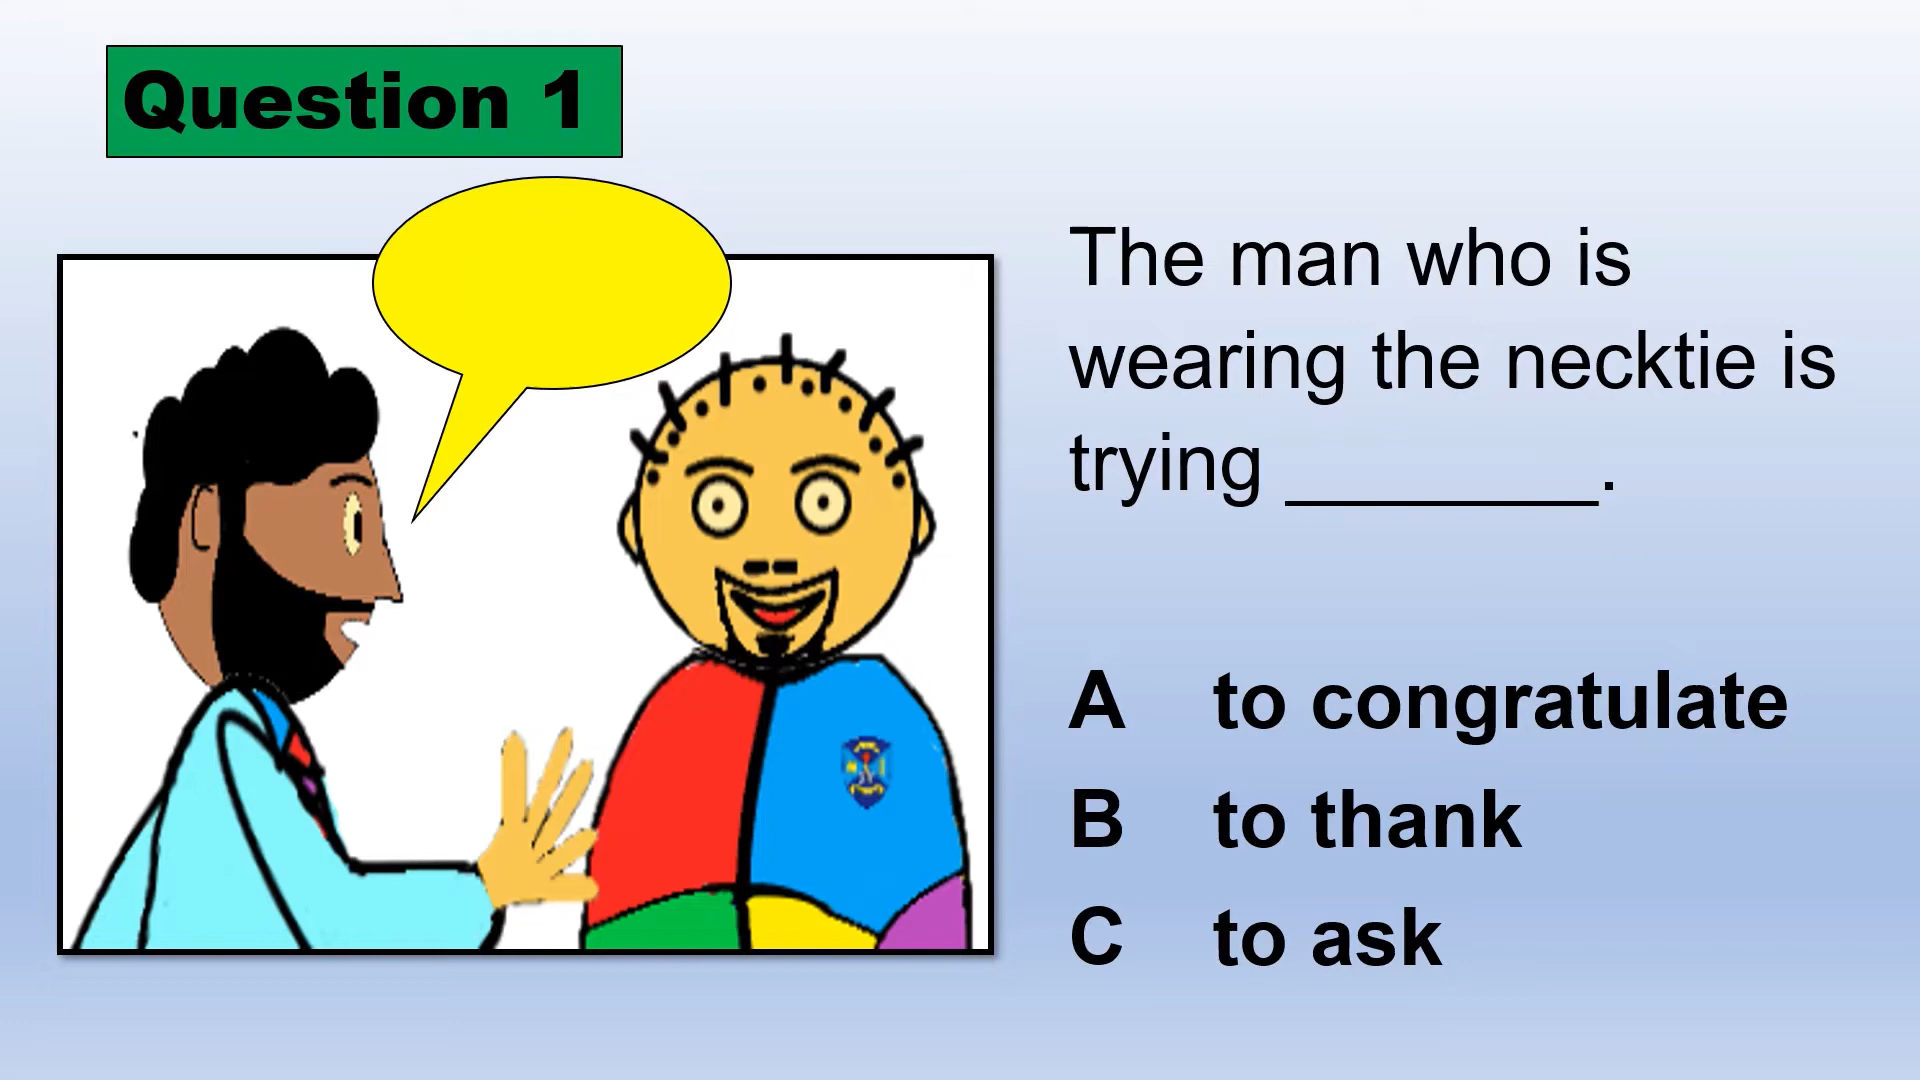 Question 1
The man who is
wearing the necktie is
trying ________.
A to congratulate
B to thank
C to ask